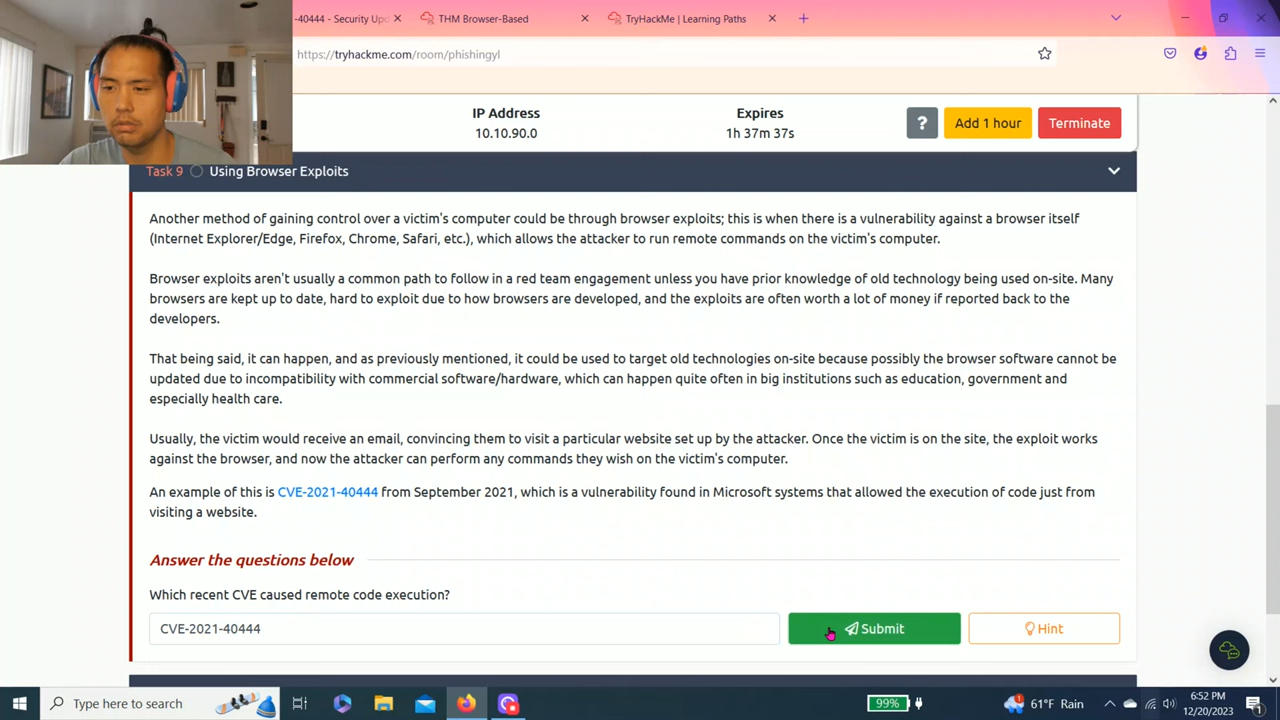 -40444 - Security Upd
THM Browser-Based
TryHackMe | Learning Paths
https://tryhackme.com/room/phishingyl
IP Address
10.10.90.0
Expires
1h 37m 37s
?
Add 1 hour
Terminate
Task 9
Using Browser Exploits
Another method of gaining control over a victim's computer could be through browser exploits; this is when there is a vulnerability against a browser itself
(Internet Explorer/Edge, Firefox, Chrome, Safari, etc.), which allows the attacker to run remote commands on the victim's computer.
Browser exploits aren't usually a common path to follow in a red team engagement unless you have prior knowledge of old technology being used on-site. Many
browsers are kept up to date, hard to exploit due to how browsers are developed, and the exploits are often worth a lot of money if reported back to the
developers.
That being said, it can happen, and as previously mentioned, it could be used to target old technologies on-site because possibly the browser software cannot be
updated due to incompatibility with commercial software/hardware, which can happen quite often in big institutions such as education, government and
especially health care.
Usually, the victim would receive an email, convincing them to visit a particular website set up by the attacker. Once the victim is on the site, the exploit works
against the browser, and now the attacker can perform any commands they wish on the victim's computer.
An example of this is CVE-2021-40444 from September 2021, which is a vulnerability found in Microsoft systems that allowed the execution of code just from
visiting a website.
Answer the questions below
Which recent CVE caused remote code execution?
CVE-2021-40444
Submit
Hint
Type here to search
99%
1
61°F Rain
6:52 PM
12/20/2023
1